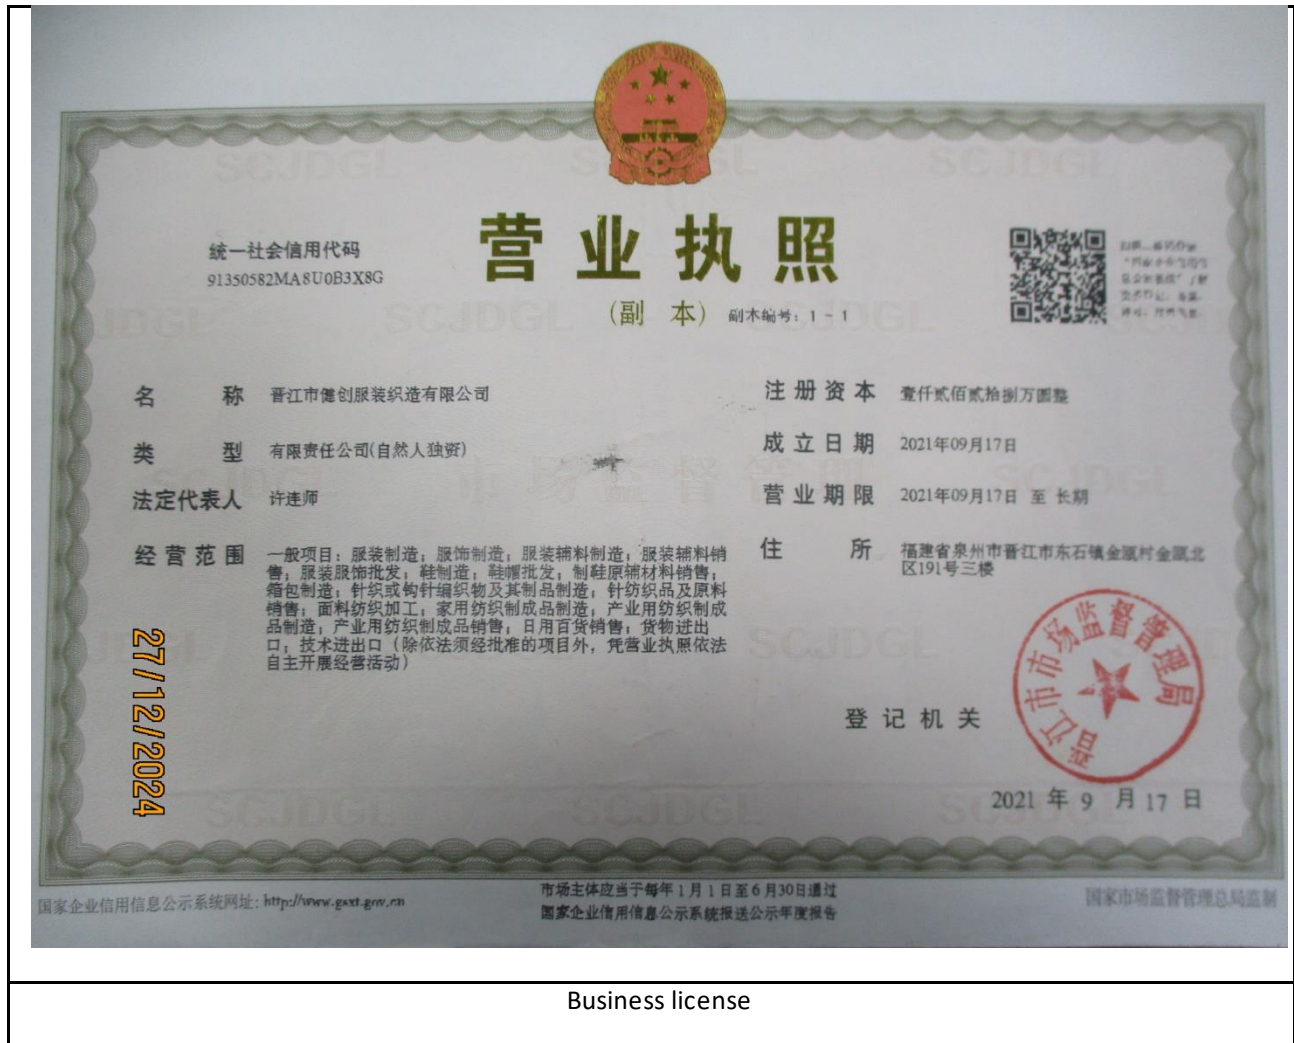 营业执照
(副 本) 副本编号：1 - 1
统一社会信用代码
91350582MA8U0B3X8G
名 称 晋江市健创服装织造有限公司
类 型 有限责任公司(自然人独资)
法定代表人 许连师
经营范围 一般项目：服装制造；服饰制造；服装辅料制造；服装辅料销
售；服装服饰批发；鞋制造；鞋帽批发；制鞋原辅材料销售；
箱包制造；针织或钩针编织物及其制品制造；针纺织品及原料
销售；面料纺织加工；家用纺织制成品制造；产业用纺织制成
品制造；产业用纺织制成品销售；日用百货销售；货物进出
口；技术进出口（除依法须经批准的项目外，凭营业执照依法
自主开展经营活动）
注册资本 壹仟贰佰贰拾捌万圆整
成立日期 2021年09月17日
营业期限 2021年09月17日 至 长期
住 所 福建省泉州市晋江市东石镇金瓯村金瓯北
区191号三楼
登记机关
晋江市市场监督管理局
2021 年 9 月 17 日
27/12/2024
SCJDGL
市场监督管理
国家企业信用信息公示系统网址：http://www.gsxt.gov.cn
市场主体应当于每年1月1日至6月30日通过
国家企业信用信息公示系统报送公示年度报告
国家市场监督管理总局监制
Business license